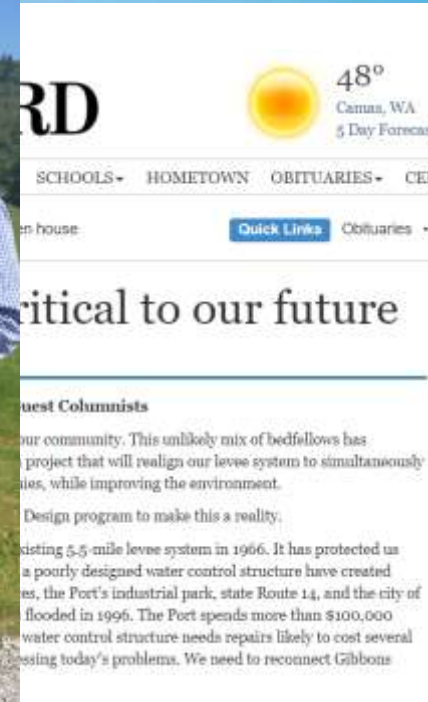 RD
48°
Camas, WA
5 Day Forecas
SCHOOLS HOMETOWN OBITUARIES CE
en house Quick Links Obituaries
ritical to our future
uest Columnists
our community. This unlikely mix of bedfellows has
project that will realign our levee system to simultaneously
ies, while improving the environment.
Design program to make this a reality.
xisting 5.5-mile levee system in 1966. It has protected us
a poorly designed water control structure have created
es, the Port's industrial park, state Route 14, and the city of
flooded in 1996. The Port spends more than $100,000
water control structure needs repairs likely to cost several
essing today's problems. We need to reconnect Gibbons